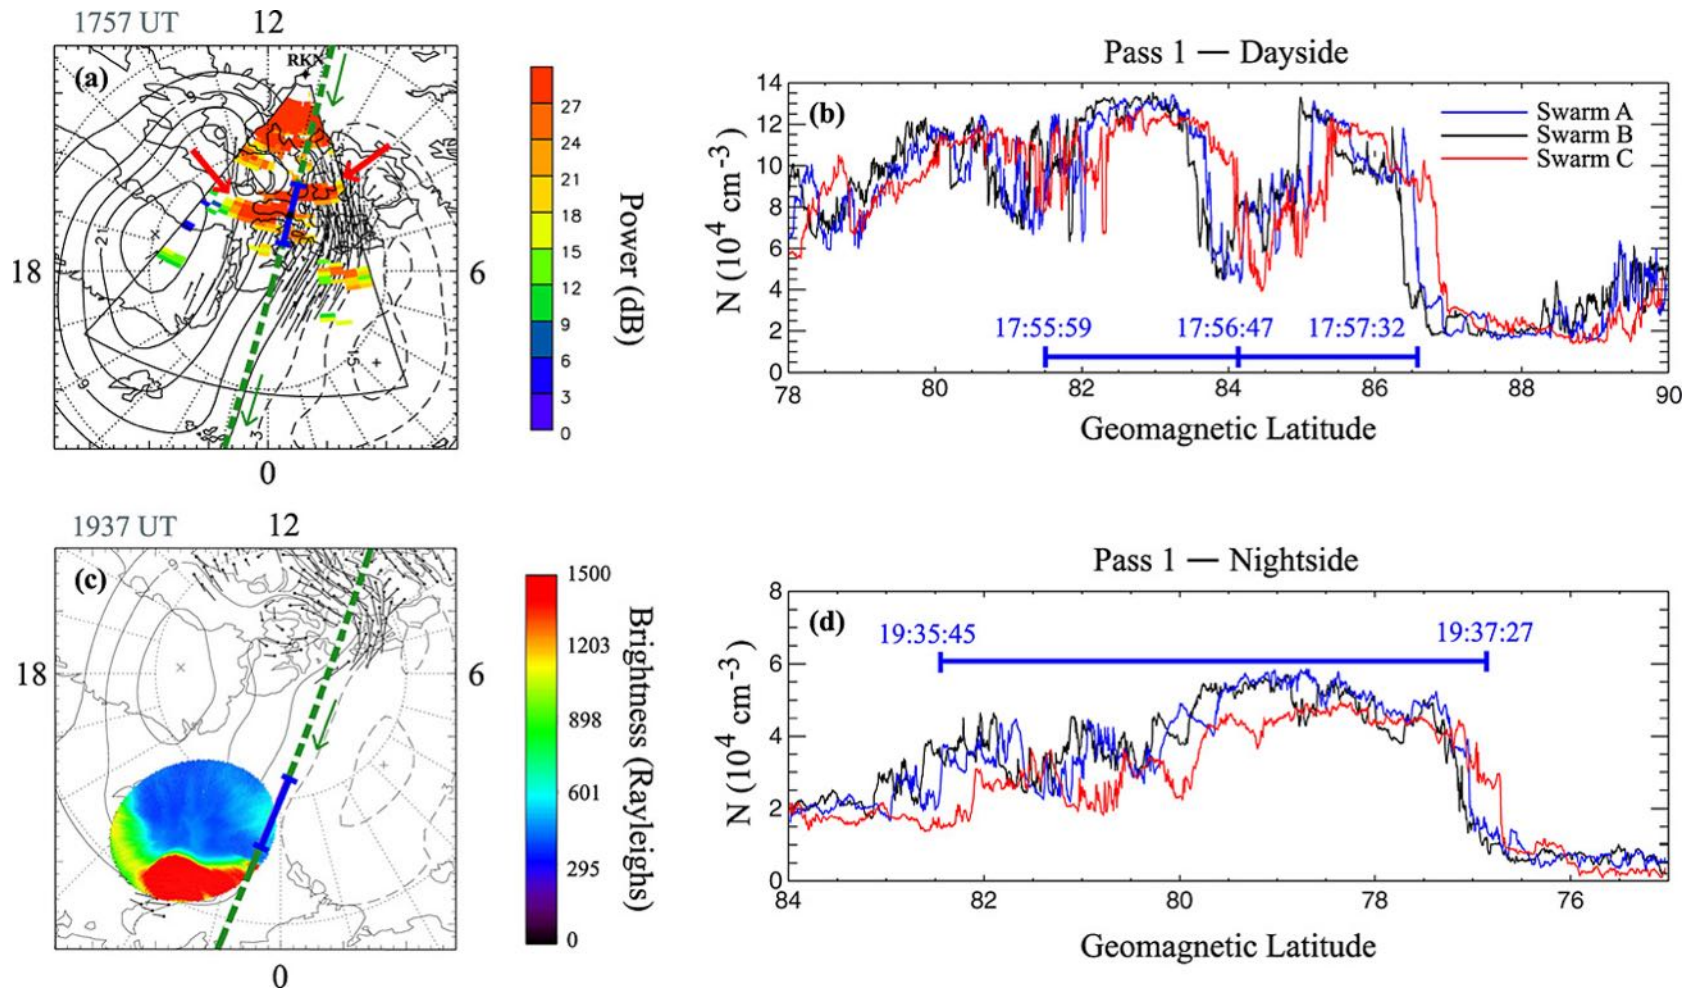 1757 UT 12
(a)
RKN
18
6
0
27
24
21
18
15
12
9
6
3
0
Power (dB)
Pass 1 — Dayside
(b)
Swarm A
Swarm B
Swarm C
14
12
10
8
6
4
2
0
N (10⁴ cm⁻³)
17:55:59 17:56:47 17:57:32
78 80 82 84 86 88 90
Geomagnetic Latitude
1937 UT 12
(c)
18
6
0
1500
1203
898
601
295
0
Brightness (Rayleighs)
Pass 1 — Nightside
(d)
8
6
4
2
0
N (10⁴ cm⁻³)
19:35:45 19:37:27
84 82 80 78 76
Geomagnetic Latitude